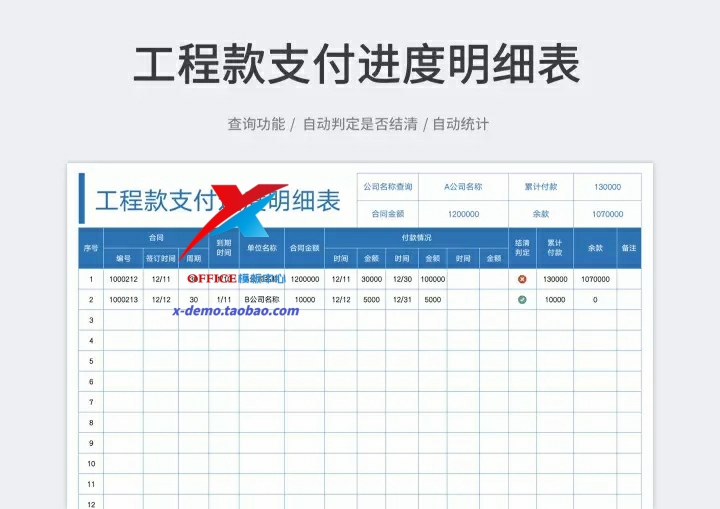 工程款支付进度明细表
查询功能 / 自动判定是否结清 / 自动统计
工程款支付进度明细表
公司名称查询 A公司名称 累计付款 130000
合同金额 1200000 余款 1070000
序号 合同 到期时间 单位名称 合同金额 付款情况 结清判定 累计付款 余款 备注
编号 签订时间 周期 时间 金额 时间 金额 时间 金额
1 1000212 12/11 1200000 12/11 30000 12/30 100000 130000 1070000
OFFICE模板中心
2 1000213 12/12 30 1/11 B公司名称 10000 12/12 5000 12/31 5000 10000 0
x-demo.taobao.com
3
4
5
6
7
8
9
10
11
12